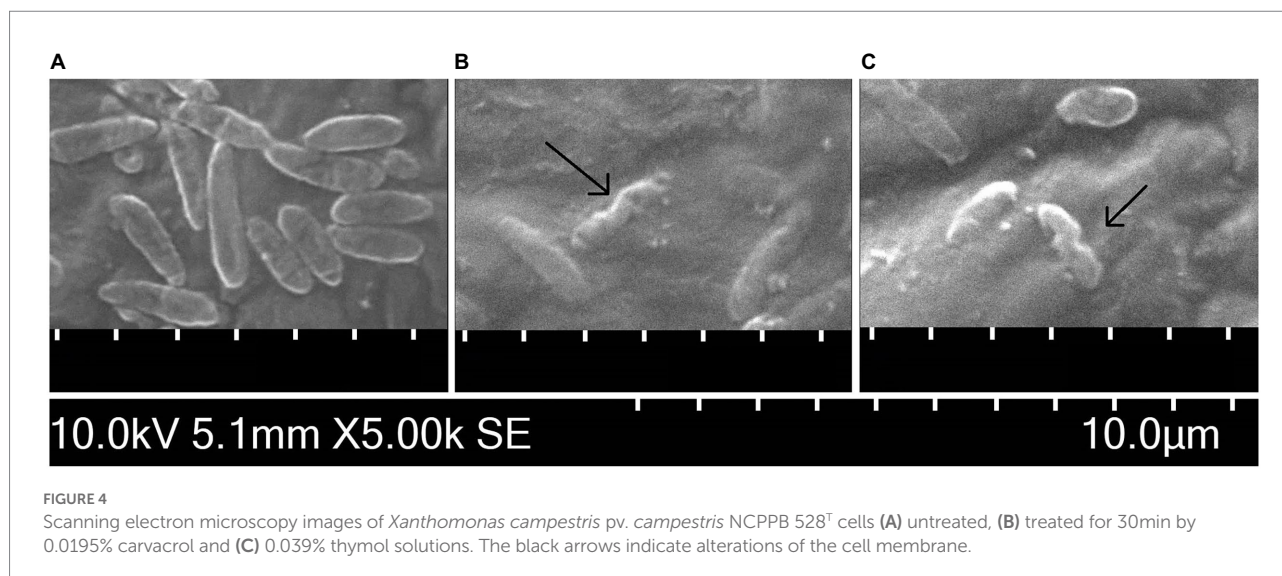 A B C
10.0kV 5.1mm X5.00k SE 10.0µm
FIGURE 4
Scanning electron microscopy images of Xanthomonas campestris pv. campestris NCPPB 528ᵀ cells (A) untreated, (B) treated for 30min by
0.0195% carvacrol and (C) 0.039% thymol solutions. The black arrows indicate alterations of the cell membrane.